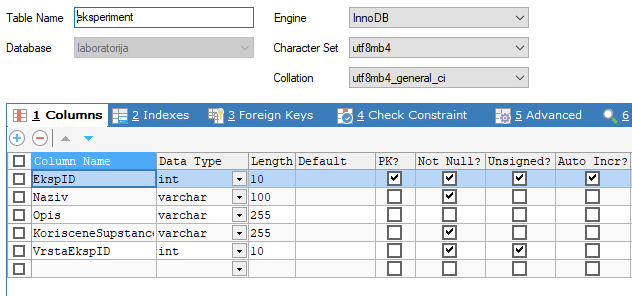 Table Name eksperiment Engine InnoDB
Database laboratorija Character Set utf8mb4
Collation utf8mb4_general_ci
1 Columns 2 Indexes 3 Foreign Keys 4 Check Constraint 5 Advanced 6
Column Name Data Type Length Default PK? Not Null? Unsigned? Auto Incr?
EkspID int 10
Naziv varchar 100
Opis varchar 255
KorisceneSupstance varchar 255
VrstaEkspID int 10